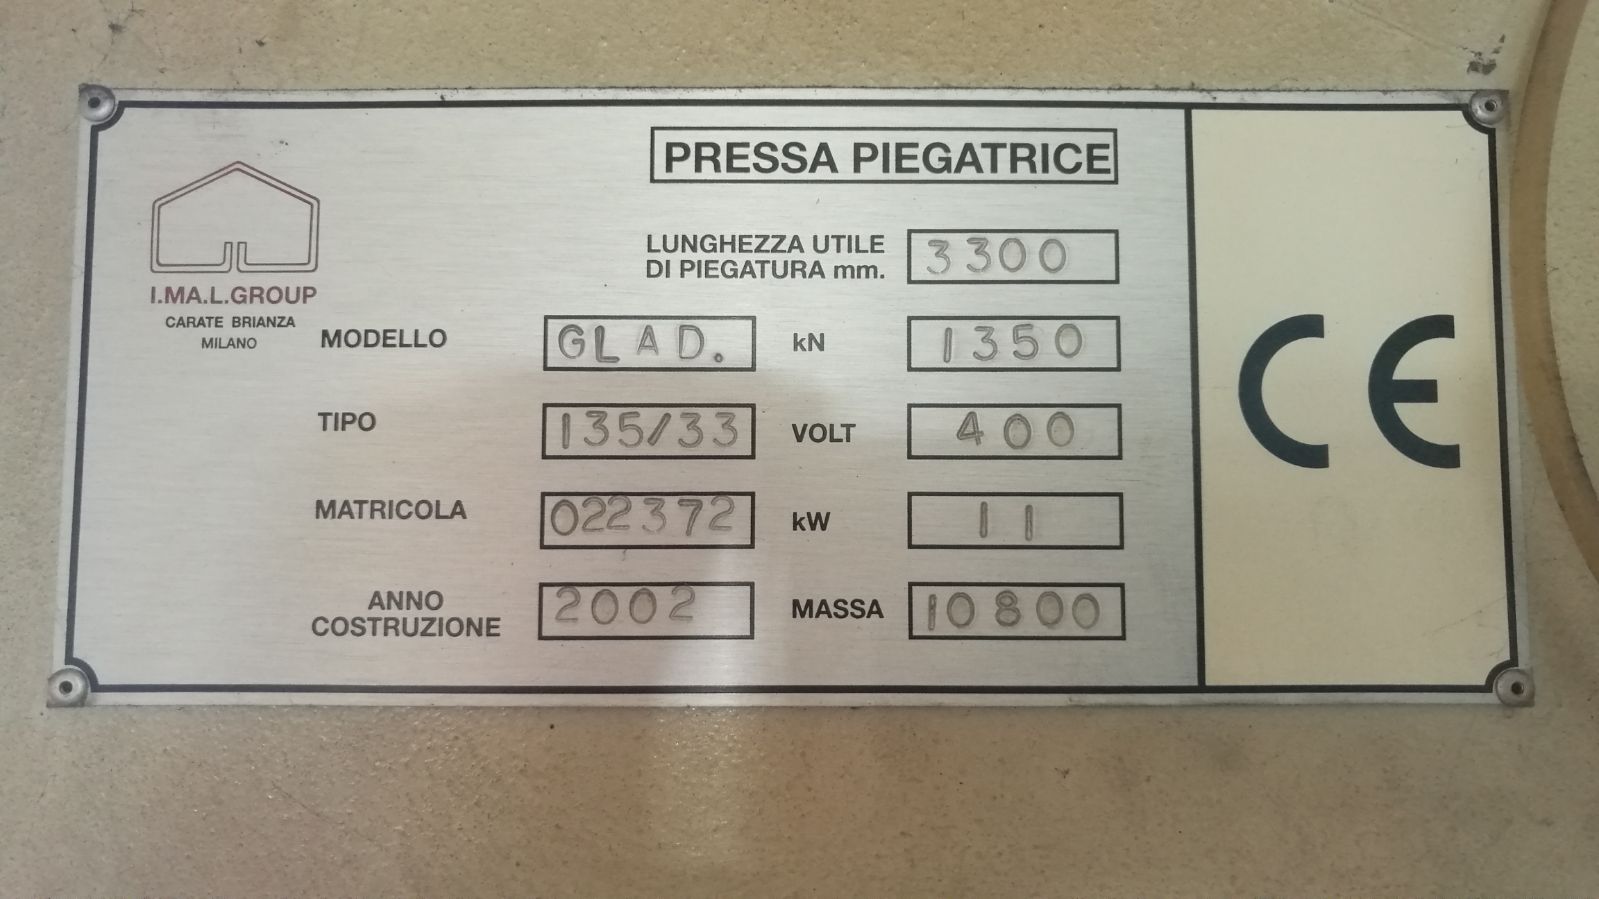 PRESSA PIEGATRICE
LUNGHEZZA UTILE
DI PIEGATURA mm. 3300
I.MA.L.GROUP
CARATE BRIANZA
MILANO
MODELLO GLAD. kN 1350
TIPO 135/33 VOLT 400
MATRICOLA 022372 kW 11
ANNO
COSTRUZIONE 2002 MASSA 10800
CE